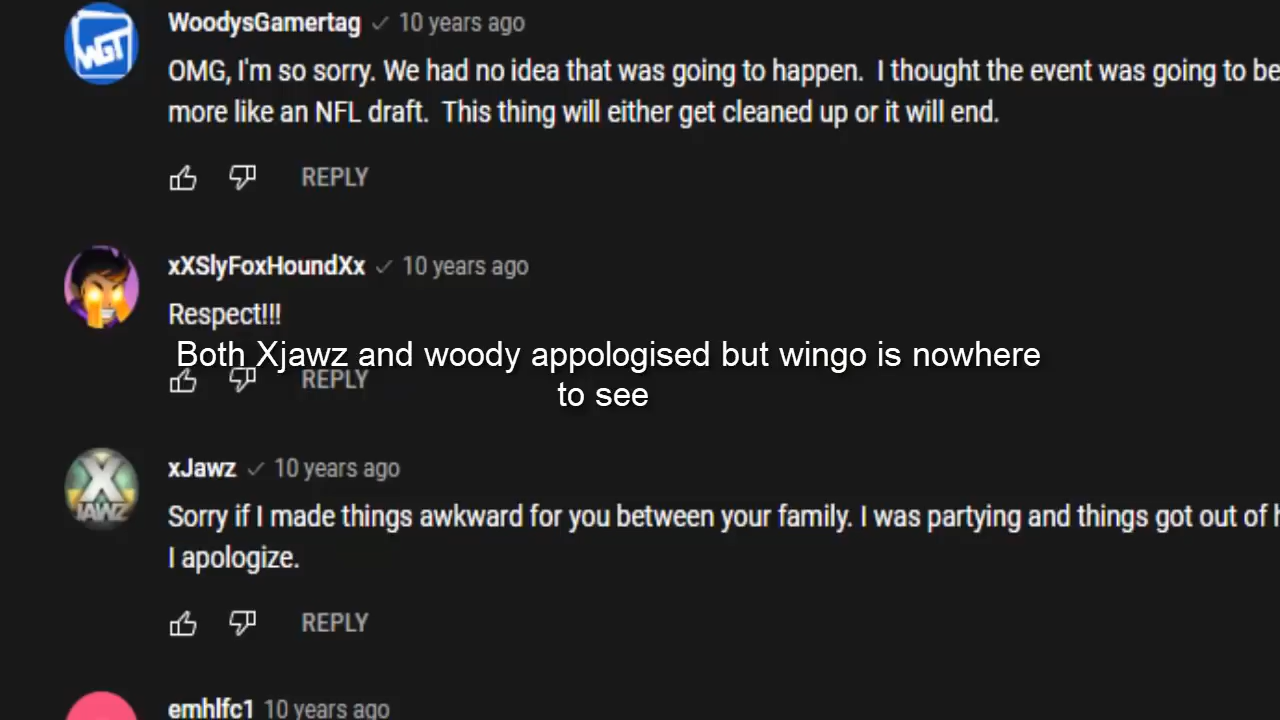 WoodysGamertag ✓ 10 years ago
OMG, I'm so sorry. We had no idea that was going to happen. I thought the event was going to be
more like an NFL draft. This thing will either get cleaned up or it will end.
REPLY
WGT
xXSlyFoxHoundXx ✓ 10 years ago
Respect!!!
Both Xjawz and woody appologised but wingo is nowhere
REPLY
to see
xJawz ✓ 10 years ago
X
JAWZ
Sorry if I made things awkward for you between your family. I was partying and things got out of
I apologize.
REPLY
emhlfc1 10 years ago